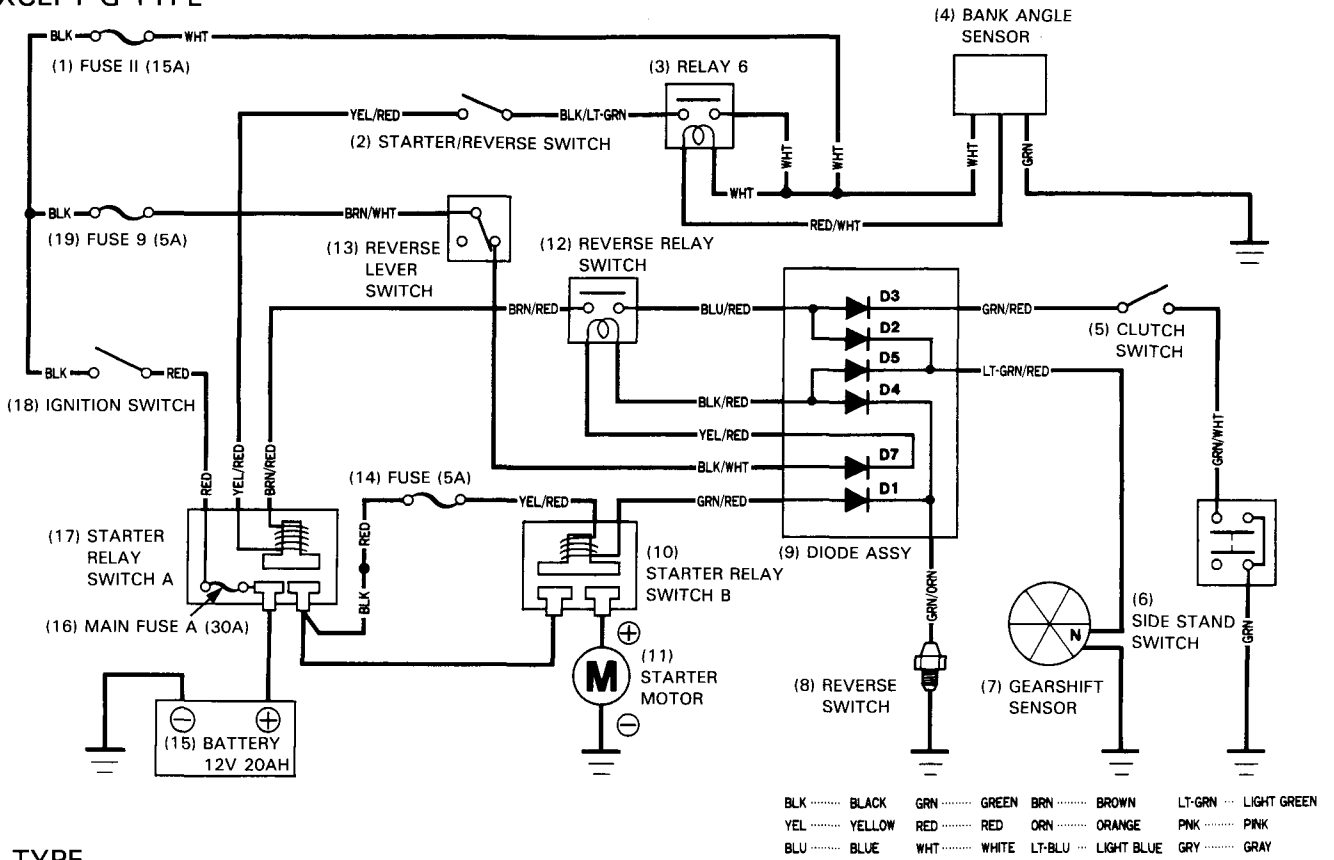 XCEPT G TYPE
BLK
WHT
(1) FUSE II (15A)
(3) RELAY 6
(4) BANK ANGLE
SENSOR
YEL/RED
BLK/LT-GRN
(2) STARTER/REVERSE SWITCH
WHT
WHT
WHT
GRN
WHT
RED/WHT
BLK
(19) FUSE 9 (5A)
BRN/WHT
(13) REVERSE
LEVER
SWITCH
(12) REVERSE RELAY
SWITCH
BRN/RED
BLU/RED
D3
GRN/RED
D2
(5) CLUTCH
SWITCH
D5
LT-GRN/RED
BLK
RED
(18) IGNITION SWITCH
BLK/RED
D4
YEL/RED
BLK/WHT
D7
GRN/WHT
RED
YEL/RED
BRN/RED
(14) FUSE (5A)
YEL/RED
GRN/RED
D1
RED
BLK
(17) STARTER
RELAY
SWITCH A
(10)
STARTER RELAY
SWITCH B
(9) DIODE ASSY
(16) MAIN FUSE A (30A)
GRN/ORN
N
(6)
SIDE STAND
SWITCH
GRN
M
(11)
STARTER
MOTOR
(8) REVERSE
SWITCH
(7) GEARSHIFT
SENSOR
(15) BATTERY
12V 20AH
BLK ········ BLACK GRN ········ GREEN BRN ········ BROWN LT-GRN ··· LIGHT GREEN
YEL ········ YELLOW RED ········ RED ORN ········ ORANGE PNK ········ PINK
BLU ········ BLUE WHT ········ WHITE LT-BLU ··· LIGHT BLUE GRY ········ GRAY
TYPE